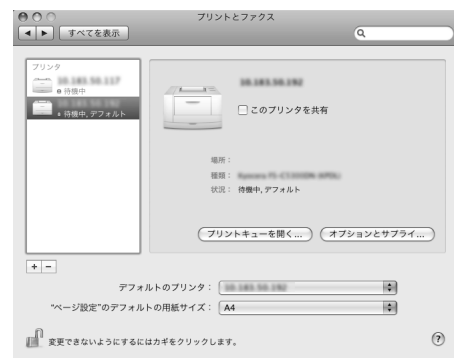 プリントとファクス
すべてを表示
プリンタ
待機中
待機中, デフォルト
このプリンタを共有
場所：
種類：
状況： 待機中, デフォルト
プリントキューを開く...
オプションとサプライ...
デフォルトのプリンタ：
"ページ設定"のデフォルトの用紙サイズ： A4
変更できないようにするにはカギをクリックします。